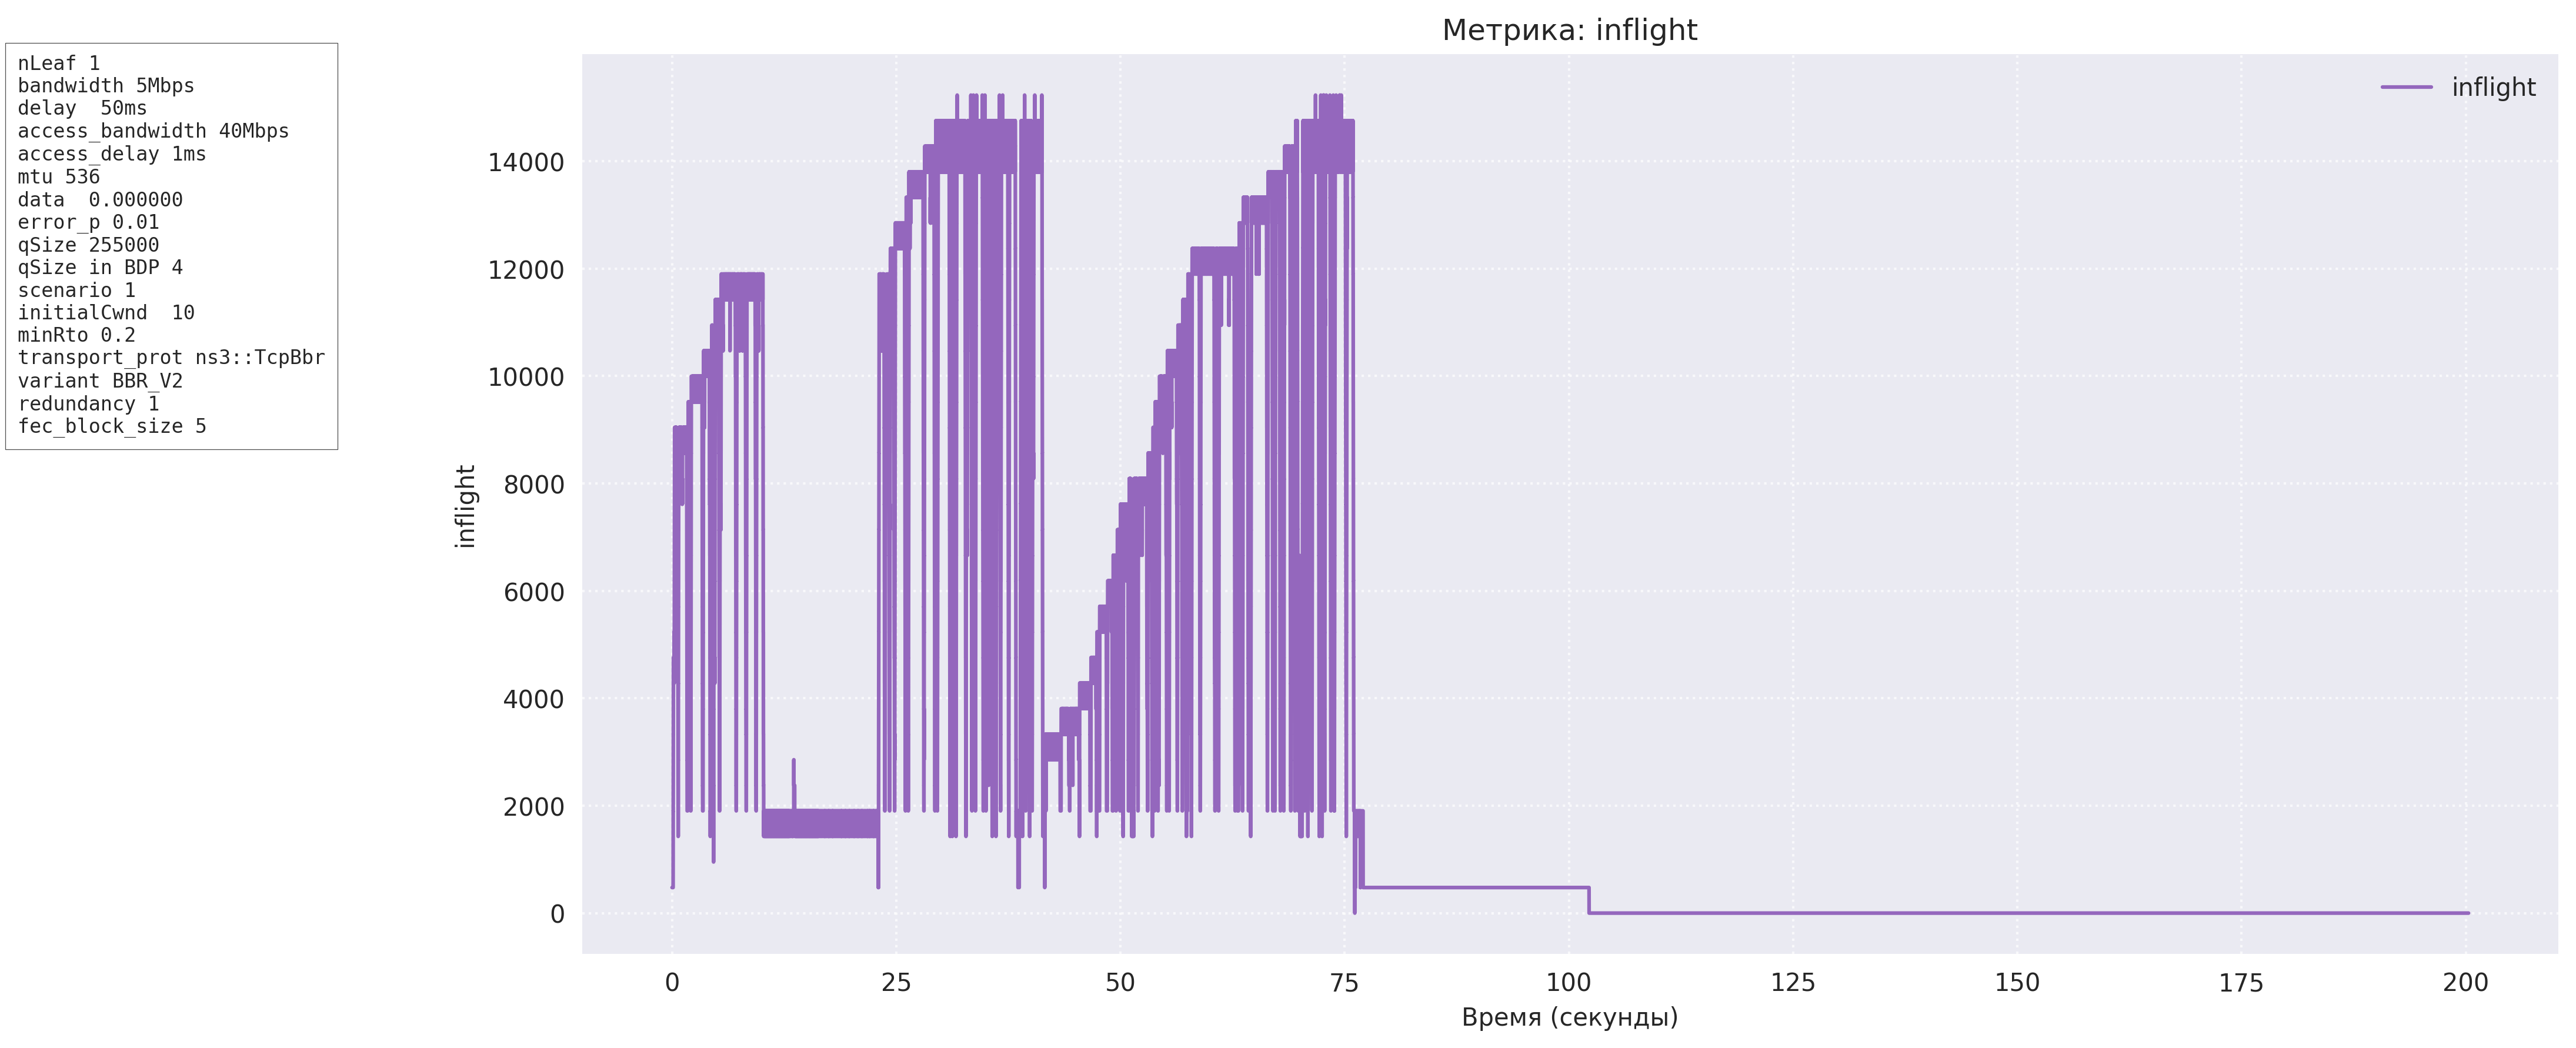 Метрика: inflight
nLeaf 1
bandwidth 5Mbps
delay  50ms
access_bandwidth 40Mbps
access_delay 1ms
mtu 536
data  0.000000
error_p 0.01
qSize 255000
qSize in BDP 4
scenario 1
initialCwnd  10
minRto 0.2
transport_prot ns3::TcpBbr
variant BBR_V2
redundancy 1
fec_block_size 5
inflight
inflight
14000
12000
10000
8000
6000
4000
2000
0
0 25 50 75 100 125 150 175 200
Время (секунды)